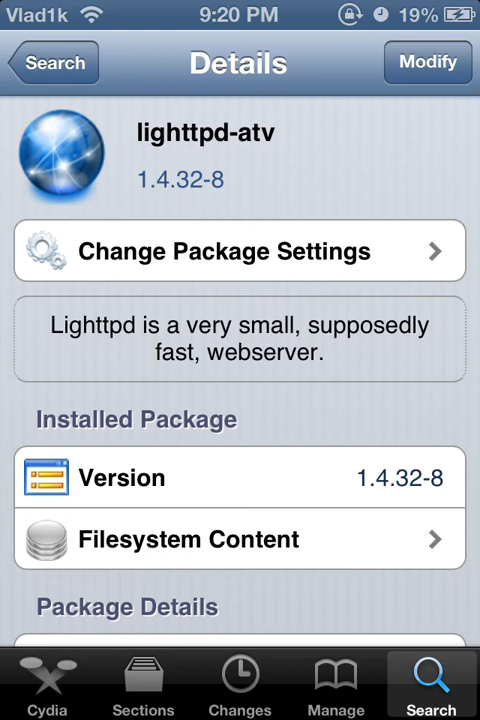 Vlad1k 9:20 PM 19%
Search Details Modify
lighttpd-atv
1.4.32-8
Change Package Settings
Lighttpd is a very small, supposedly
fast, webserver.
Installed Package
Version 1.4.32-8
Filesystem Content
Package Details
Cydia Sections Changes Manage Search